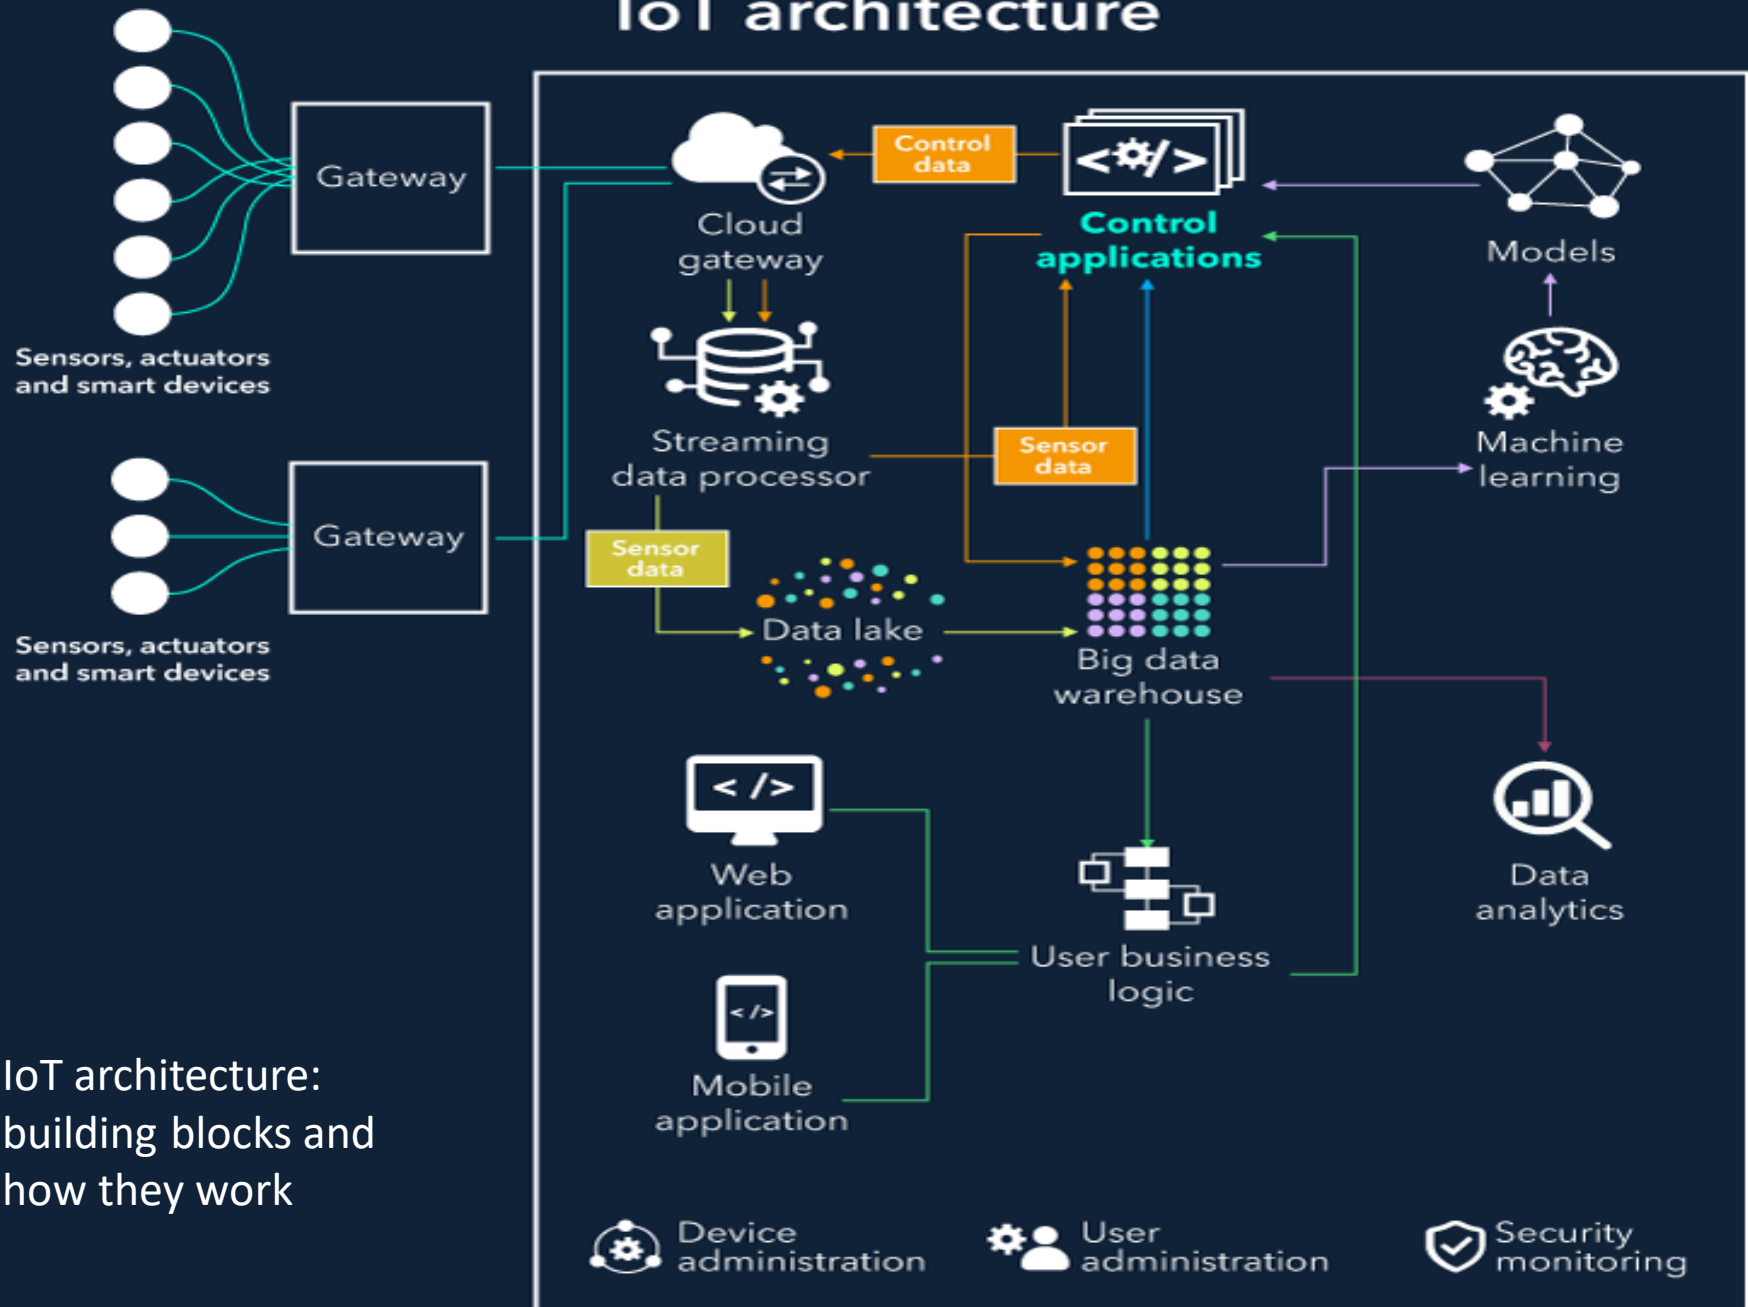 IoT architecture
Gateway
Sensors, actuators
and smart devices
Gateway
Sensors, actuators
and smart devices
Cloud
gateway
Control
data
</>
Control
applications
Models
Streaming
data processor
Sensor
data
Machine
learning
Sensor
data
Data lake
Big data
warehouse
</>
Web
application
User business
logic
Data
analytics
</>
Mobile
application
IoT architecture:
building blocks and
how they work
Device
administration
User
administration
Security
monitoring